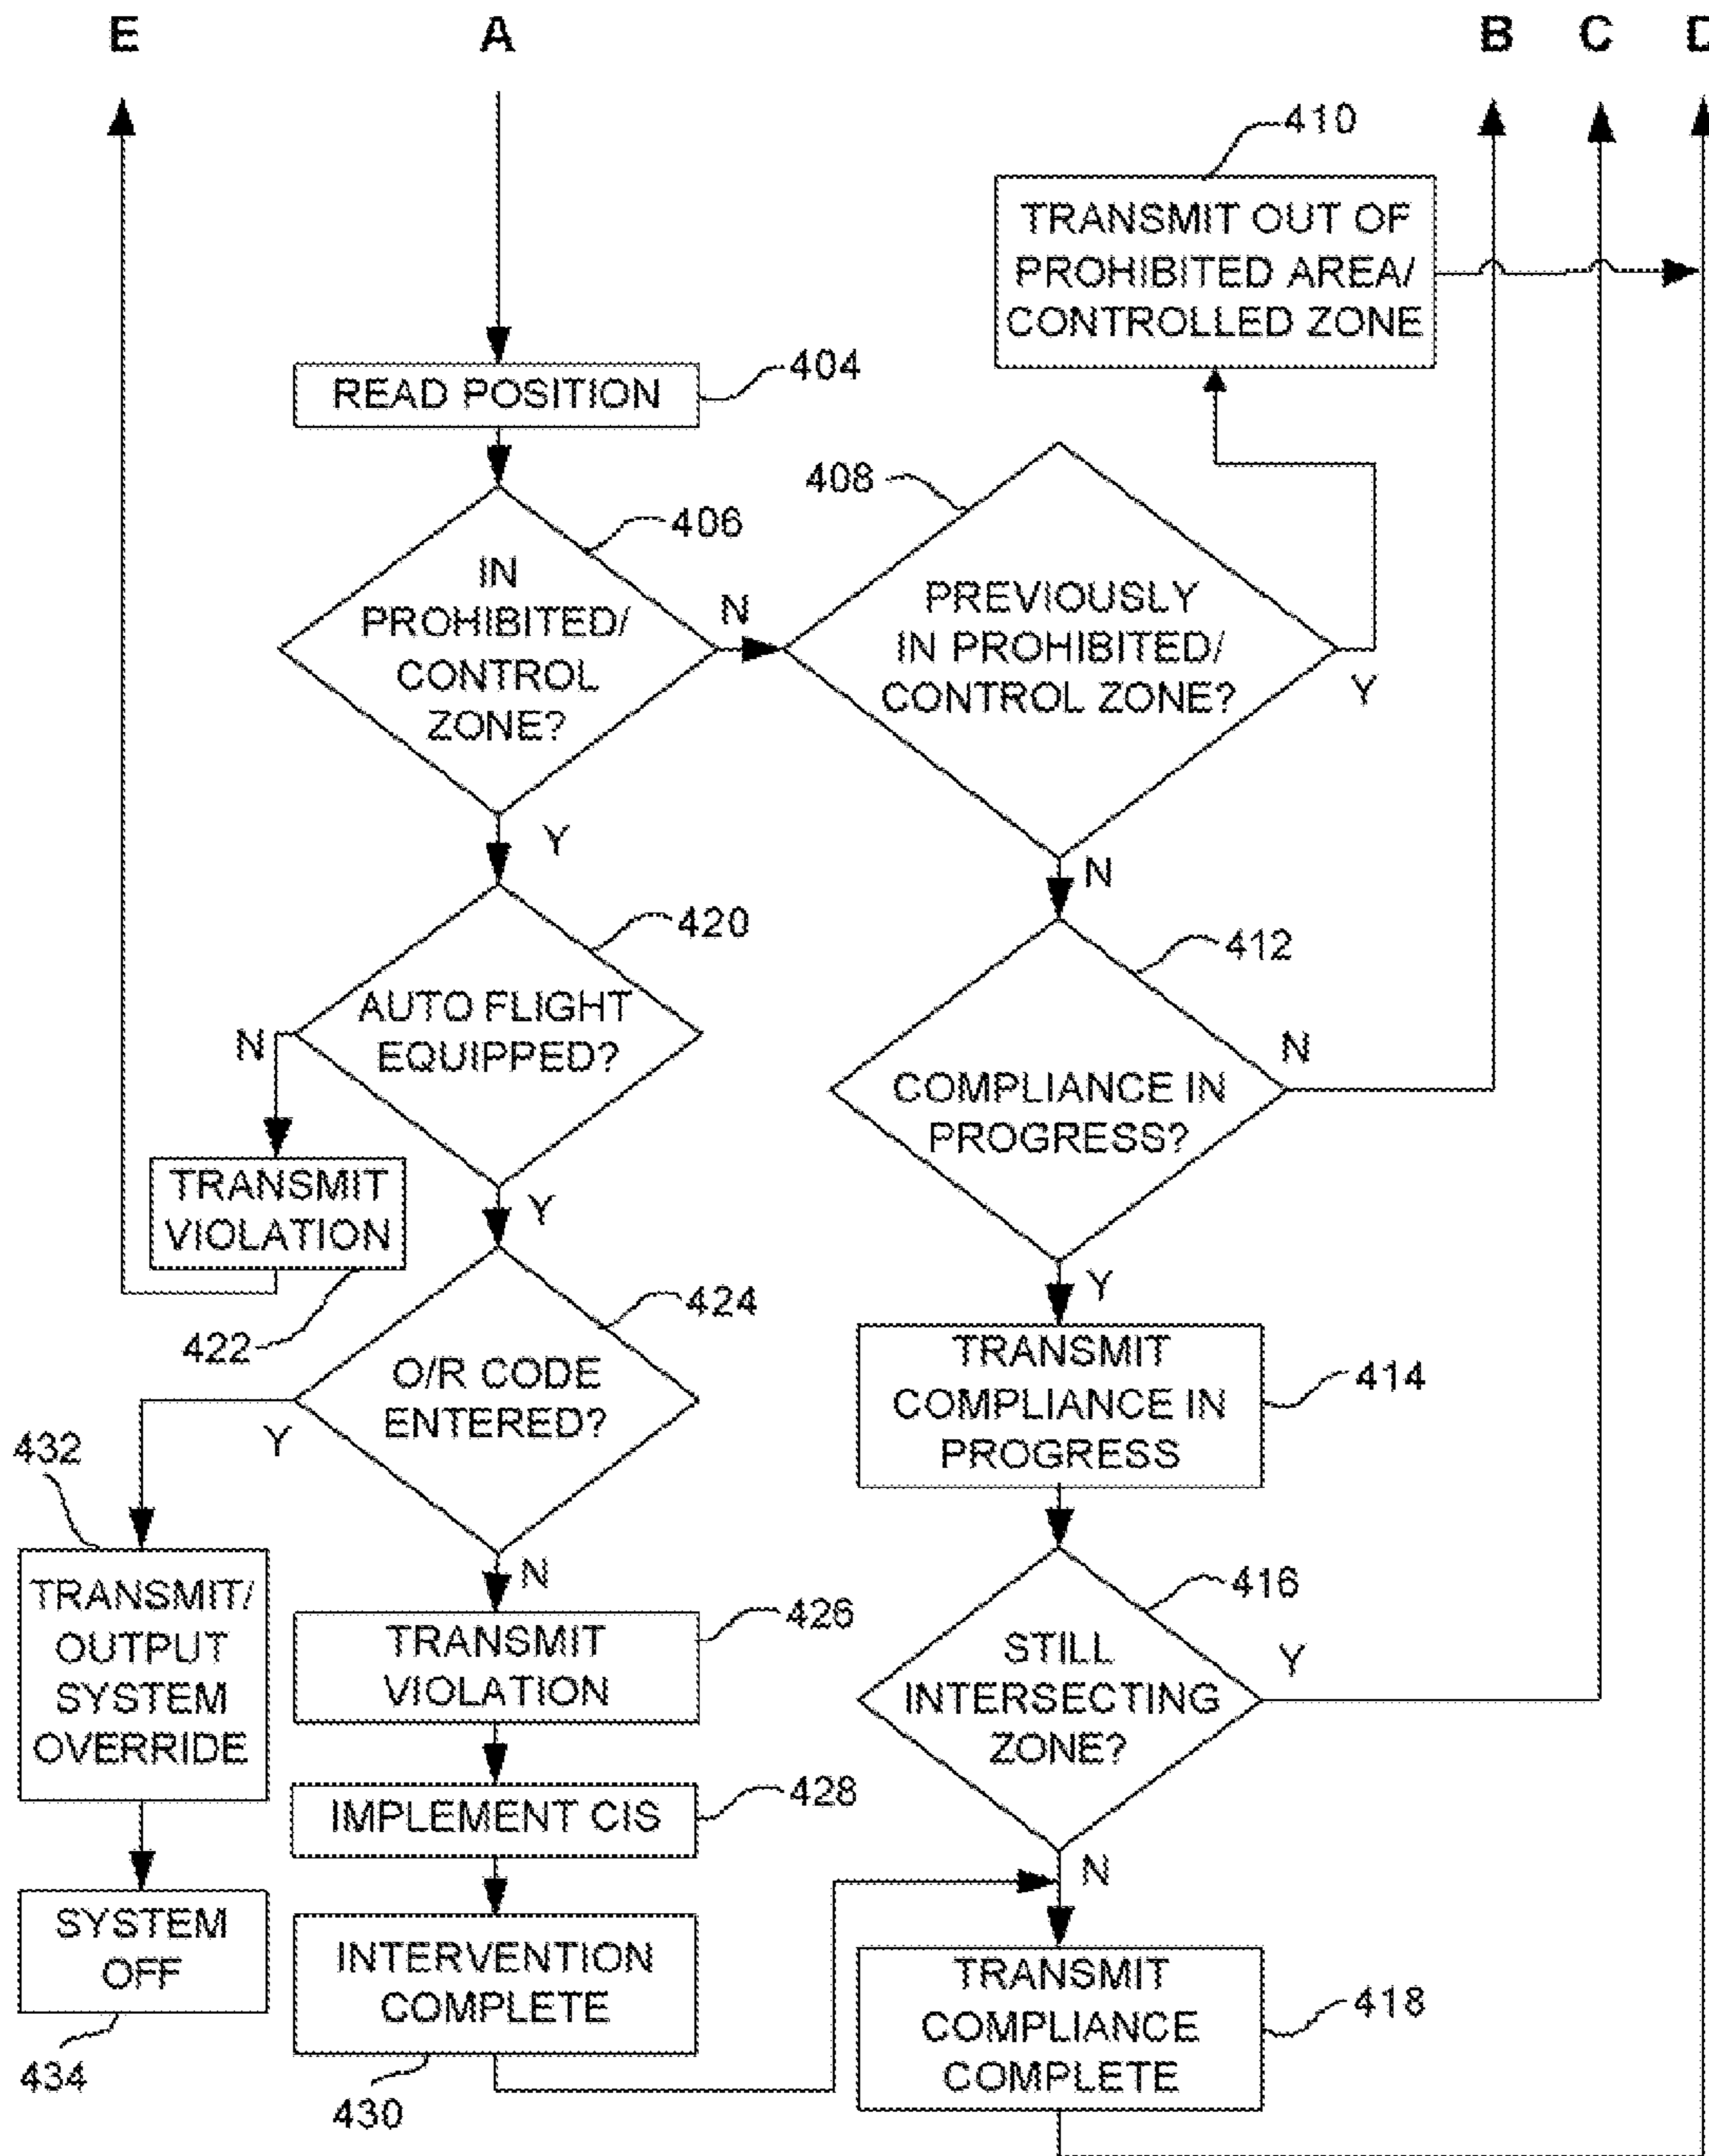 E
A
B
C
D
410
TRANSMIT OUT OF
PROHIBITED AREA/
CONTROLLED ZONE
404
READ POSITION
408
406
IN
PROHIBITED/
CONTROL
ZONE?
N
PREVIOUSLY
IN PROHIBITED/
CONTROL ZONE?
Y
Y
N
420
AUTO FLIGHT
EQUIPPED?
N
412
COMPLIANCE IN
PROGRESS?
N
TRANSMIT
VIOLATION
422
Y
Y
424
O/R CODE
ENTERED?
Y
TRANSMIT
COMPLIANCE IN
PROGRESS
414
432
TRANSMIT/
OUTPUT
SYSTEM
OVERRIDE
N
426
TRANSMIT
VIOLATION
416
STILL
INTERSECTING
ZONE?
Y
428
IMPLEMENT CIS
N
SYSTEM
OFF
434
INTERVENTION
COMPLETE
430
TRANSMIT
COMPLIANCE
COMPLETE
418